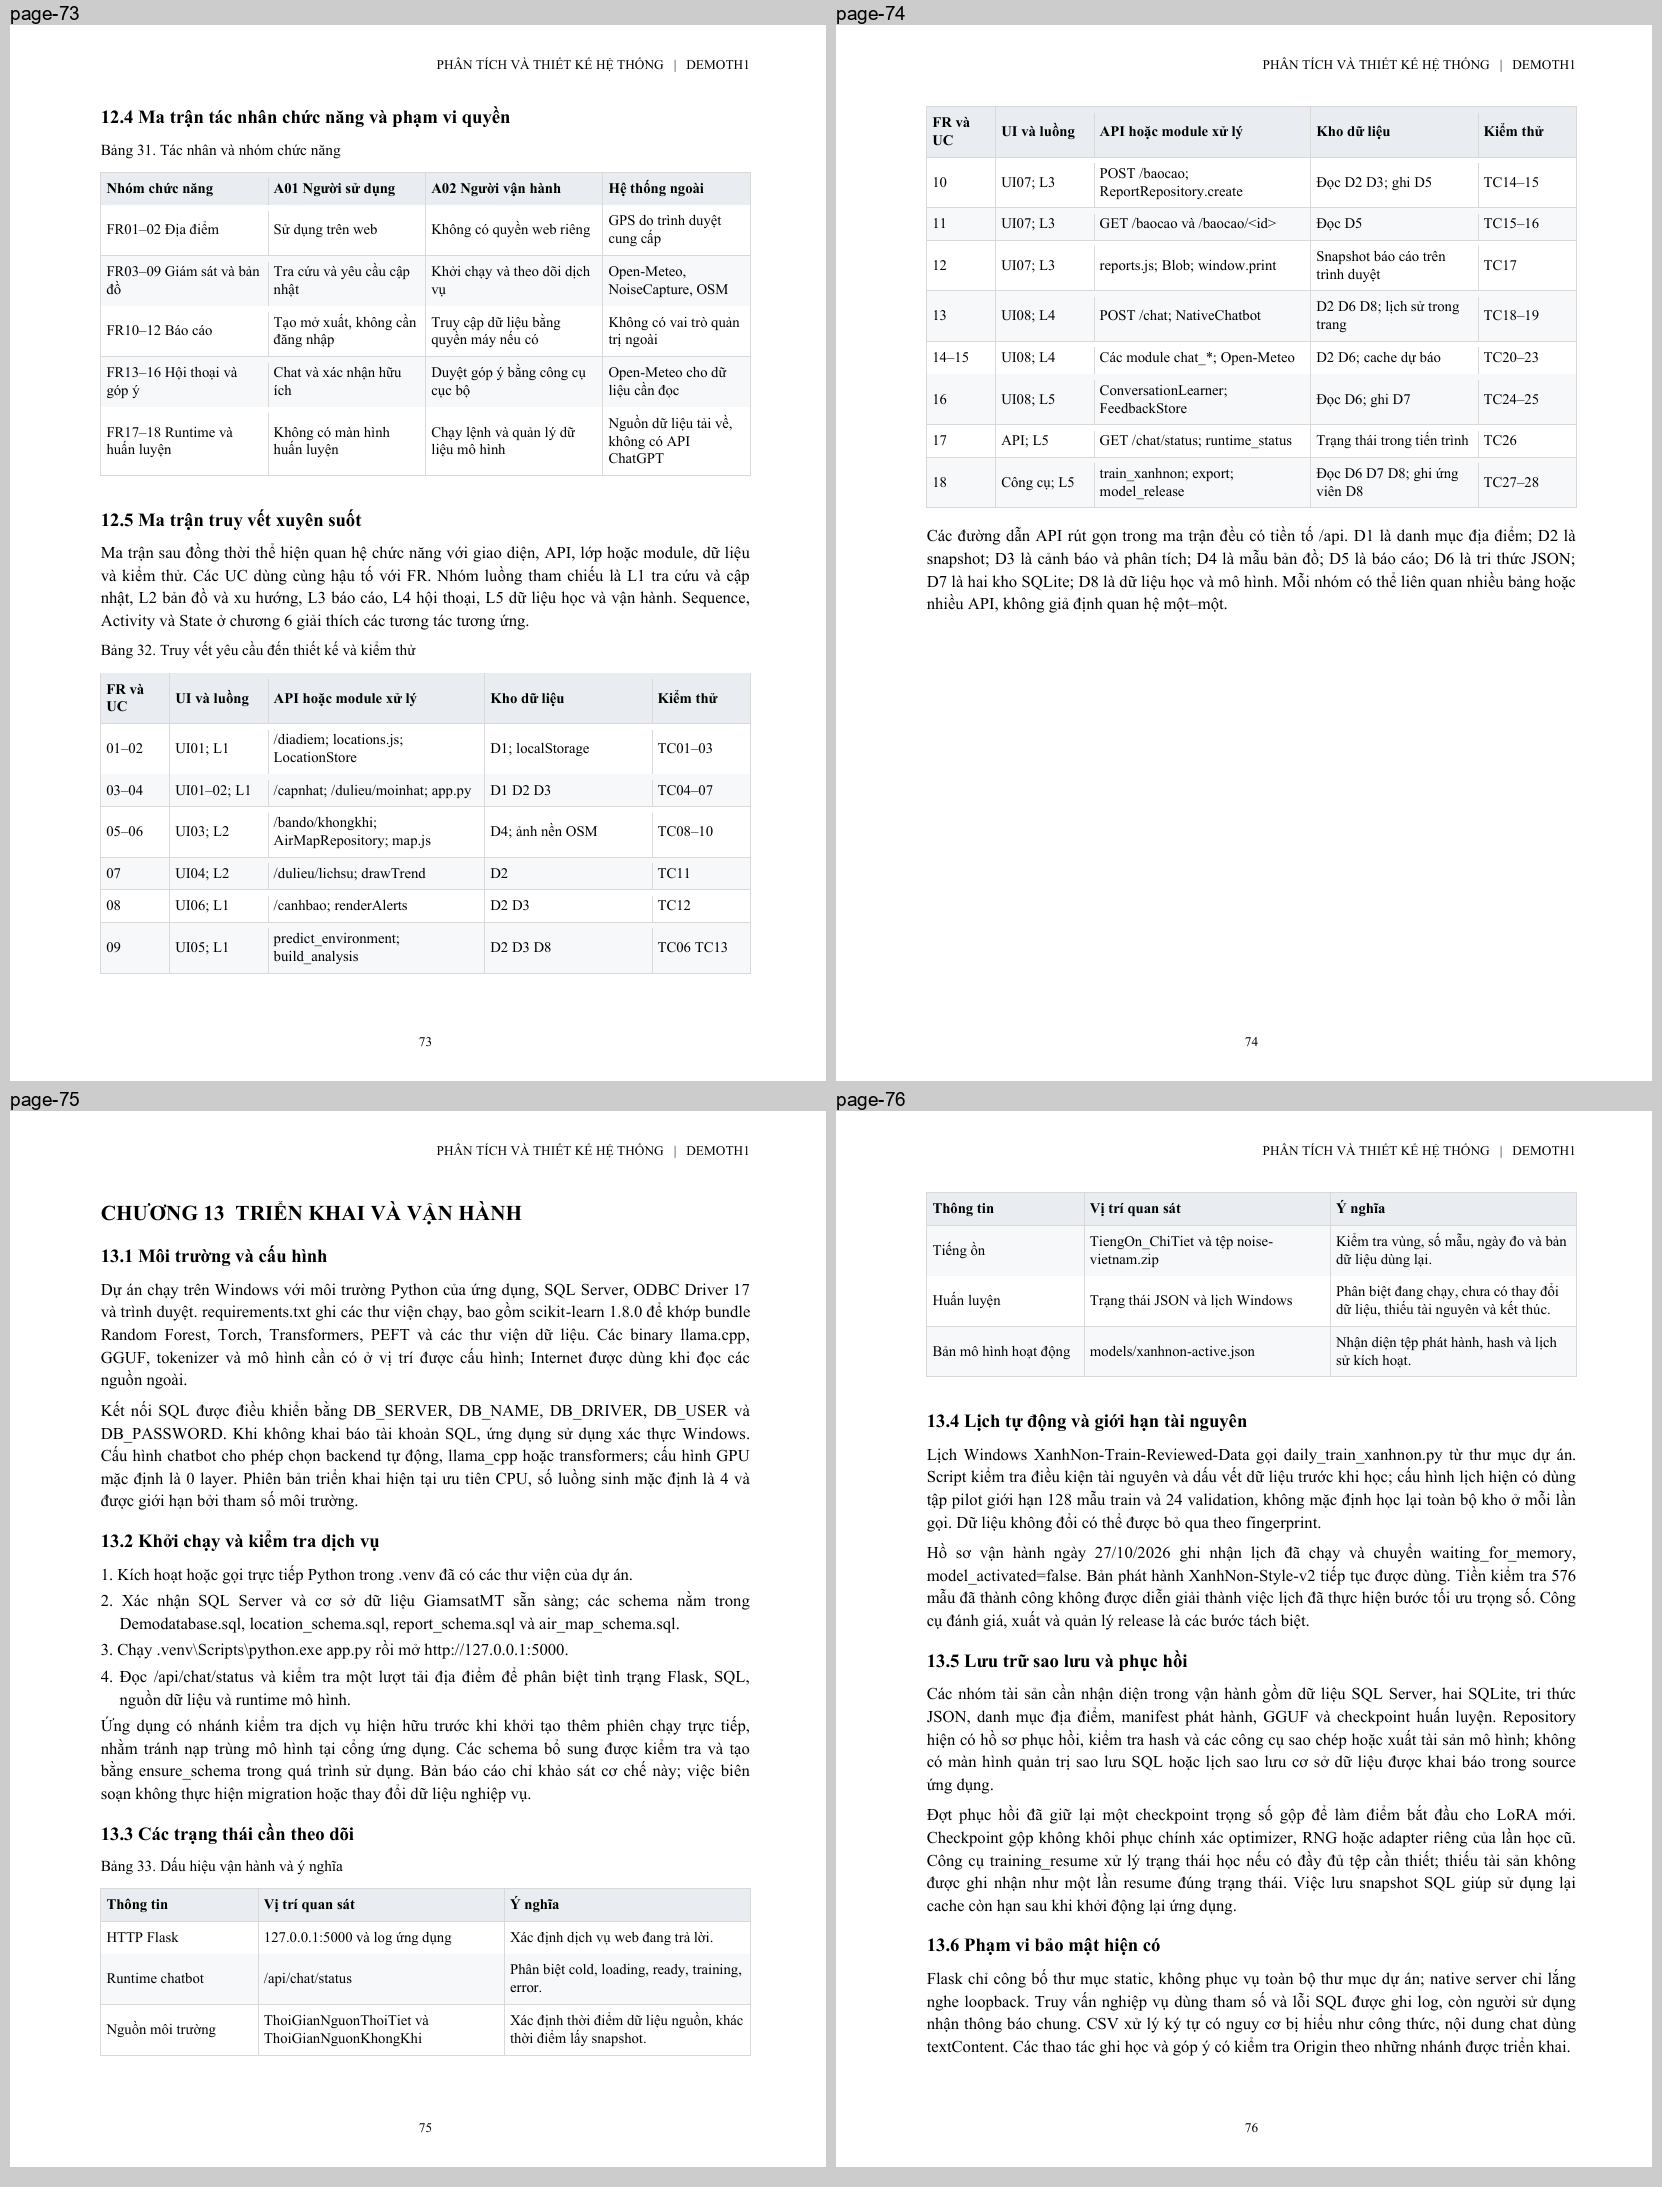 page-73
PHÂN TÍCH VÀ THIẾT KẾ HỆ THỐNG | DEMOTH1
12.4 Ma trận tác nhân chức năng và phạm vi quyền
Bảng 31. Tác nhân và nhóm chức năng
Nhóm chức năng | A01 Người sử dụng | A02 Người vận hành | Hệ thống ngoài
FR01–02 Địa điểm | Sử dụng trên web | Không có quyền web riêng | GPS do trình duyệt cung cấp
FR03–09 Giám sát và bản đồ | Tra cứu và yêu cầu cập nhật | Khởi chạy và theo dõi dịch vụ | Open-Meteo, NoiseCapture, OSM
FR10–12 Báo cáo | Tạo mở xuất, không cần đăng nhập | Truy cập dữ liệu bằng quyền máy nếu có | Không có vai trò quản trị ngoài
FR13–16 Hội thoại và góp ý | Chat và xác nhận hữu ích | Duyệt góp ý bằng công cụ cục bộ | Open-Meteo cho dữ liệu cần đọc
FR17–18 Runtime và huấn luyện | Không có màn hình huấn luyện | Chạy lệnh và quản lý dữ liệu mô hình | Nguồn dữ liệu tải về, không có API ChatGPT
12.5 Ma trận truy vết xuyên suốt
Ma trận sau đồng thời thể hiện quan hệ chức năng với giao diện, API, lớp hoặc module, dữ liệu
và kiểm thử. Các UC dùng cùng hậu tố với FR. Nhóm luồng tham chiếu là L1 tra cứu và cập
nhật, L2 bản đồ và xu hướng, L3 báo cáo, L4 hội thoại, L5 dữ liệu học và vận hành. Sequence,
Activity và State ở chương 6 giải thích các tương tác tương ứng.
Bảng 32. Truy vết yêu cầu đến thiết kế và kiểm thử
FR và UC | UI và luồng | API hoặc module xử lý | Kho dữ liệu | Kiểm thử
01–02 | UI01; L1 | /diadiem; locations.js; LocationStore | D1; localStorage | TC01–03
03–04 | UI01–02; L1 | /capnhat; /dulieu/moinhat; app.py | D1 D2 D3 | TC04–07
05–06 | UI03; L2 | /bando/khongkhi; AirMapRepository; map.js | D4; ảnh nền OSM | TC08–10
07 | UI04; L2 | /dulieu/lichsu; drawTrend | D2 | TC11
08 | UI06; L1 | /canhbao; renderAlerts | D2 D3 | TC12
09 | UI05; L1 | predict_environment; build_analysis | D2 D3 D8 | TC06 TC13
73
page-74
PHÂN TÍCH VÀ THIẾT KẾ HỆ THỐNG | DEMOTH1
FR và UC | UI và luồng | API hoặc module xử lý | Kho dữ liệu | Kiểm thử
10 | UI07; L3 | POST /baocao; ReportRepository.create | Đọc D2 D3; ghi D5 | TC14–15
11 | UI07; L3 | GET /baocao và /baocao/<id> | Đọc D5 | TC15–16
12 | UI07; L3 | reports.js; Blob; window.print | Snapshot báo cáo trên trình duyệt | TC17
13 | UI08; L4 | POST /chat; NativeChatbot | D2 D6 D8; lịch sử trong trang | TC18–19
14–15 | UI08; L4 | Các module chat_*; Open-Meteo | D2 D6; cache dự báo | TC20–23
16 | UI08; L5 | ConversationLearner; FeedbackStore | Đọc D6; ghi D7 | TC24–25
17 | API; L5 | GET /chat/status; runtime_status | Trạng thái trong tiến trình | TC26
18 | Công cụ; L5 | train_xanhnon; export; model_release | Đọc D6 D7 D8; ghi ứng viên D8 | TC27–28
Các đường dẫn API rút gọn trong ma trận đều có tiền tố /api. D1 là danh mục địa điểm; D2 là
snapshot; D3 là cảnh báo và phân tích; D4 là mẫu bản đồ; D5 là báo cáo; D6 là tri thức JSON;
D7 là hai kho SQLite; D8 là dữ liệu học và mô hình. Mỗi nhóm có thể liên quan nhiều bảng hoặc
nhiều API, không giả định quan hệ một–một.
74
page-75
PHÂN TÍCH VÀ THIẾT KẾ HỆ THỐNG | DEMOTH1
CHƯƠNG 13 TRIỂN KHAI VÀ VẬN HÀNH
13.1 Môi trường và cấu hình
Dự án chạy trên Windows với môi trường Python của ứng dụng, SQL Server, ODBC Driver 17
và trình duyệt. requirements.txt ghi các thư viện chạy, bao gồm scikit-learn 1.8.0 để khớp bundle
Random Forest, Torch, Transformers, PEFT và các thư viện dữ liệu. Các binary llama.cpp,
GGUF, tokenizer và mô hình cần có ở vị trí được cấu hình; Internet được dùng khi đọc các
nguồn ngoài.
Kết nối SQL được điều khiển bằng DB_SERVER, DB_NAME, DB_DRIVER, DB_USER và
DB_PASSWORD. Khi không khai báo tài khoản SQL, ứng dụng sử dụng xác thực Windows.
Cấu hình chatbot cho phép chọn backend tự động, llama_cpp hoặc transformers; cấu hình GPU
mặc định là 0 layer. Phiên bản triển khai hiện tại ưu tiên CPU, số luồng sinh mặc định là 4 và
được giới hạn bởi tham số môi trường.
13.2 Khởi chạy và kiểm tra dịch vụ
1. Kích hoạt hoặc gọi trực tiếp Python trong .venv đã có các thư viện của dự án.
2. Xác nhận SQL Server và cơ sở dữ liệu GiamsatMT sẵn sàng; các schema nằm trong
Demodatabase.sql, location_schema.sql, report_schema.sql và air_map_schema.sql.
3. Chạy .venv\Scripts\python.exe app.py rồi mở http://127.0.0.1:5000.
4. Đọc /api/chat/status và kiểm tra một lượt tải địa điểm để phân biệt tình trạng Flask, SQL,
nguồn dữ liệu và runtime mô hình.
Ứng dụng có nhánh kiểm tra dịch vụ hiện hữu trước khi khởi tạo thêm phiên chạy trực tiếp,
nhằm tránh nạp trùng mô hình tại cổng ứng dụng. Các schema bổ sung được kiểm tra và tạo
bằng ensure_schema trong quá trình sử dụng. Bản báo cáo chỉ khảo sát cơ chế này; việc biên
soạn không thực hiện migration hoặc thay đổi dữ liệu nghiệp vụ.
13.3 Các trạng thái cần theo dõi
Bảng 33. Dấu hiệu vận hành và ý nghĩa
Thông tin | Vị trí quan sát | Ý nghĩa
HTTP Flask | 127.0.0.1:5000 và log ứng dụng | Xác định dịch vụ web đang trả lời.
Runtime chatbot | /api/chat/status | Phân biệt cold, loading, ready, training, error.
Nguồn môi trường | ThoiGianNguonThoiTiet và ThoiGianNguonKhongKhi | Xác định thời điểm dữ liệu nguồn, khác thời điểm lấy snapshot.
75
page-76
PHÂN TÍCH VÀ THIẾT KẾ HỆ THỐNG | DEMOTH1
Thông tin | Vị trí quan sát | Ý nghĩa
Tiếng ồn | TiengOn_ChiTiet và tệp noise-vietnam.zip | Kiểm tra vùng, số mẫu, ngày đo và bản dữ liệu dùng lại.
Huấn luyện | Trạng thái JSON và lịch Windows | Phân biệt đang chạy, chưa có thay đổi dữ liệu, thiếu tài nguyên và kết thúc.
Bản mô hình hoạt động | models/xanhnon-active.json | Nhận diện tệp phát hành, hash và lịch sử kích hoạt.
13.4 Lịch tự động và giới hạn tài nguyên
Lịch Windows XanhNon-Train-Reviewed-Data gọi daily_train_xanhnon.py từ thư mục dự án.
Script kiểm tra điều kiện tài nguyên và dấu vết dữ liệu trước khi học; cấu hình lịch hiện có dùng
tập pilot giới hạn 128 mẫu train và 24 validation, không mặc định học lại toàn bộ kho ở mỗi lần
gọi. Dữ liệu không đổi có thể được bỏ qua theo fingerprint.
Hồ sơ vận hành ngày 27/10/2026 ghi nhận lịch đã chạy và chuyển waiting_for_memory,
model_activated=false. Bản phát hành XanhNon-Style-v2 tiếp tục được dùng. Tiền kiểm tra 576
mẫu đã thành công không được diễn giải thành việc lịch đã thực hiện bước tối ưu trọng số. Công
cụ đánh giá, xuất và quản lý release là các bước tách biệt.
13.5 Lưu trữ sao lưu và phục hồi
Các nhóm tài sản cần nhận diện trong vận hành gồm dữ liệu SQL Server, hai SQLite, tri thức
JSON, danh mục địa điểm, manifest phát hành, GGUF và checkpoint huấn luyện. Repository
hiện có hồ sơ phục hồi, kiểm tra hash và các công cụ sao chép hoặc xuất tài sản mô hình; không
có màn hình quản trị sao lưu SQL hoặc lịch sao lưu cơ sở dữ liệu được khai báo trong source
ứng dụng.
Đợt phục hồi đã giữ lại một checkpoint trọng số gộp để làm điểm bắt đầu cho LoRA mới.
Checkpoint gộp không khôi phục chính xác optimizer, RNG hoặc adapter riêng của lần học cũ.
Công cụ training_resume xử lý trạng thái học nếu có đầy đủ tệp cần thiết; thiếu tài sản không
được ghi nhận như một lần resume đúng trạng thái. Việc lưu snapshot SQL giúp sử dụng lại
cache còn hạn sau khi khởi động lại ứng dụng.
13.6 Phạm vi bảo mật hiện có
Flask chỉ công bố thư mục static, không phục vụ toàn bộ thư mục dự án; native server chỉ lắng
nghe loopback. Truy vấn nghiệp vụ dùng tham số và lỗi SQL được ghi log, còn người sử dụng
nhận thông báo chung. CSV xử lý ký tự có nguy cơ bị hiểu như công thức, nội dung chat dùng
textContent. Các thao tác ghi học và góp ý có kiểm tra Origin theo những nhánh được triển khai.
76